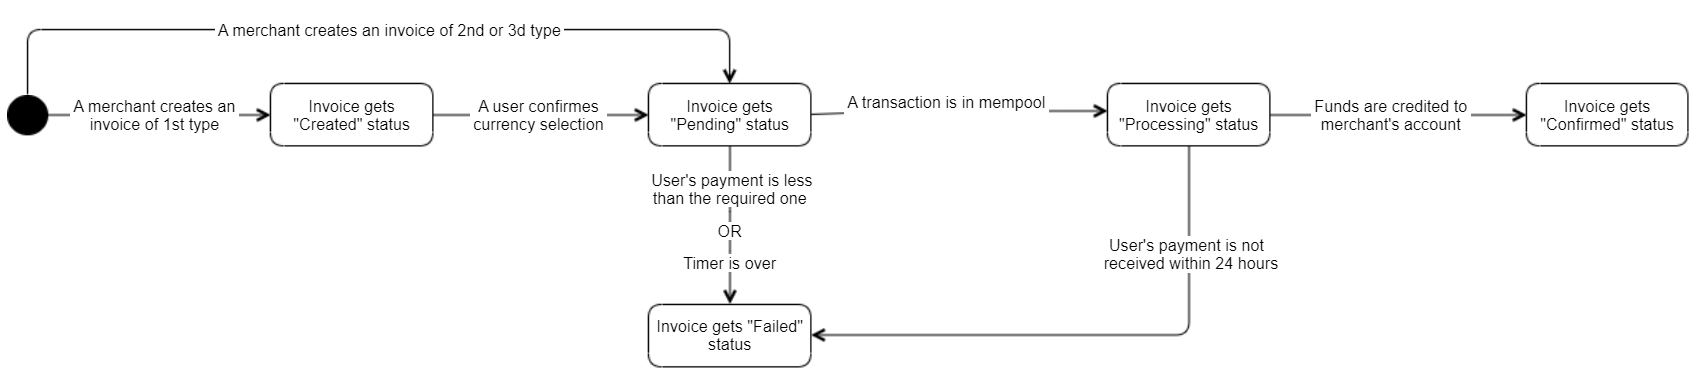 A merchant creates an invoice of 2nd or 3d type
A merchant creates an
invoice of 1st type
Invoice gets
"Created" status
A user confirmes
currency selection
Invoice gets
"Pending" status
A transaction is in mempool
Invoice gets
"Processing" status
Funds are credited to
merchant's account
Invoice gets
"Confirmed" status
User's payment is less
than the required one
OR
Timer is over
User's payment is not
received within 24 hours
Invoice gets "Failed"
status